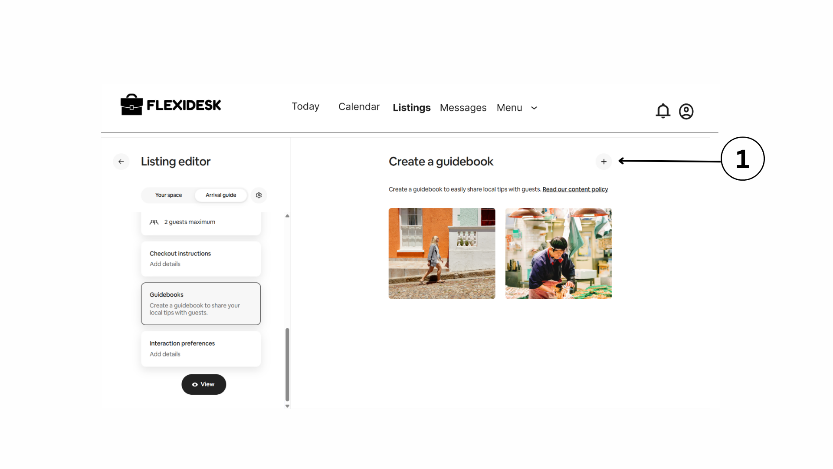 FLEXIDESK
Today Calendar Listings Messages Menu
Listing editor
Your space Arrival guide
2 guests maximum
Checkout instructions
Add details
Guidebooks
Create a guidebook to share your
local tips with guests.
Interaction preferences
Add details
View
Create a guidebook
+
1
Create a guidebook to easily share local tips with guests. Read our content policy